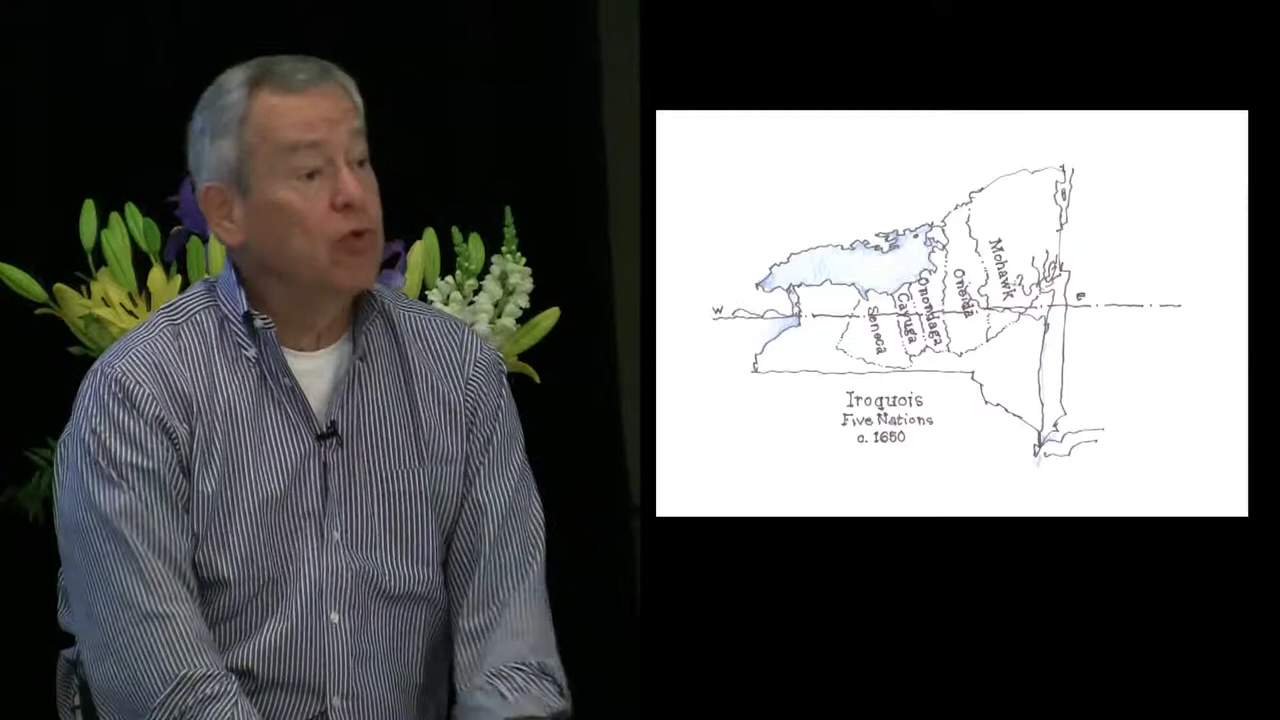 Mohawk
Oneida
Onondaga
Cayuga
Seneca
W
E
Iroquois
Five Nations
c. 1650